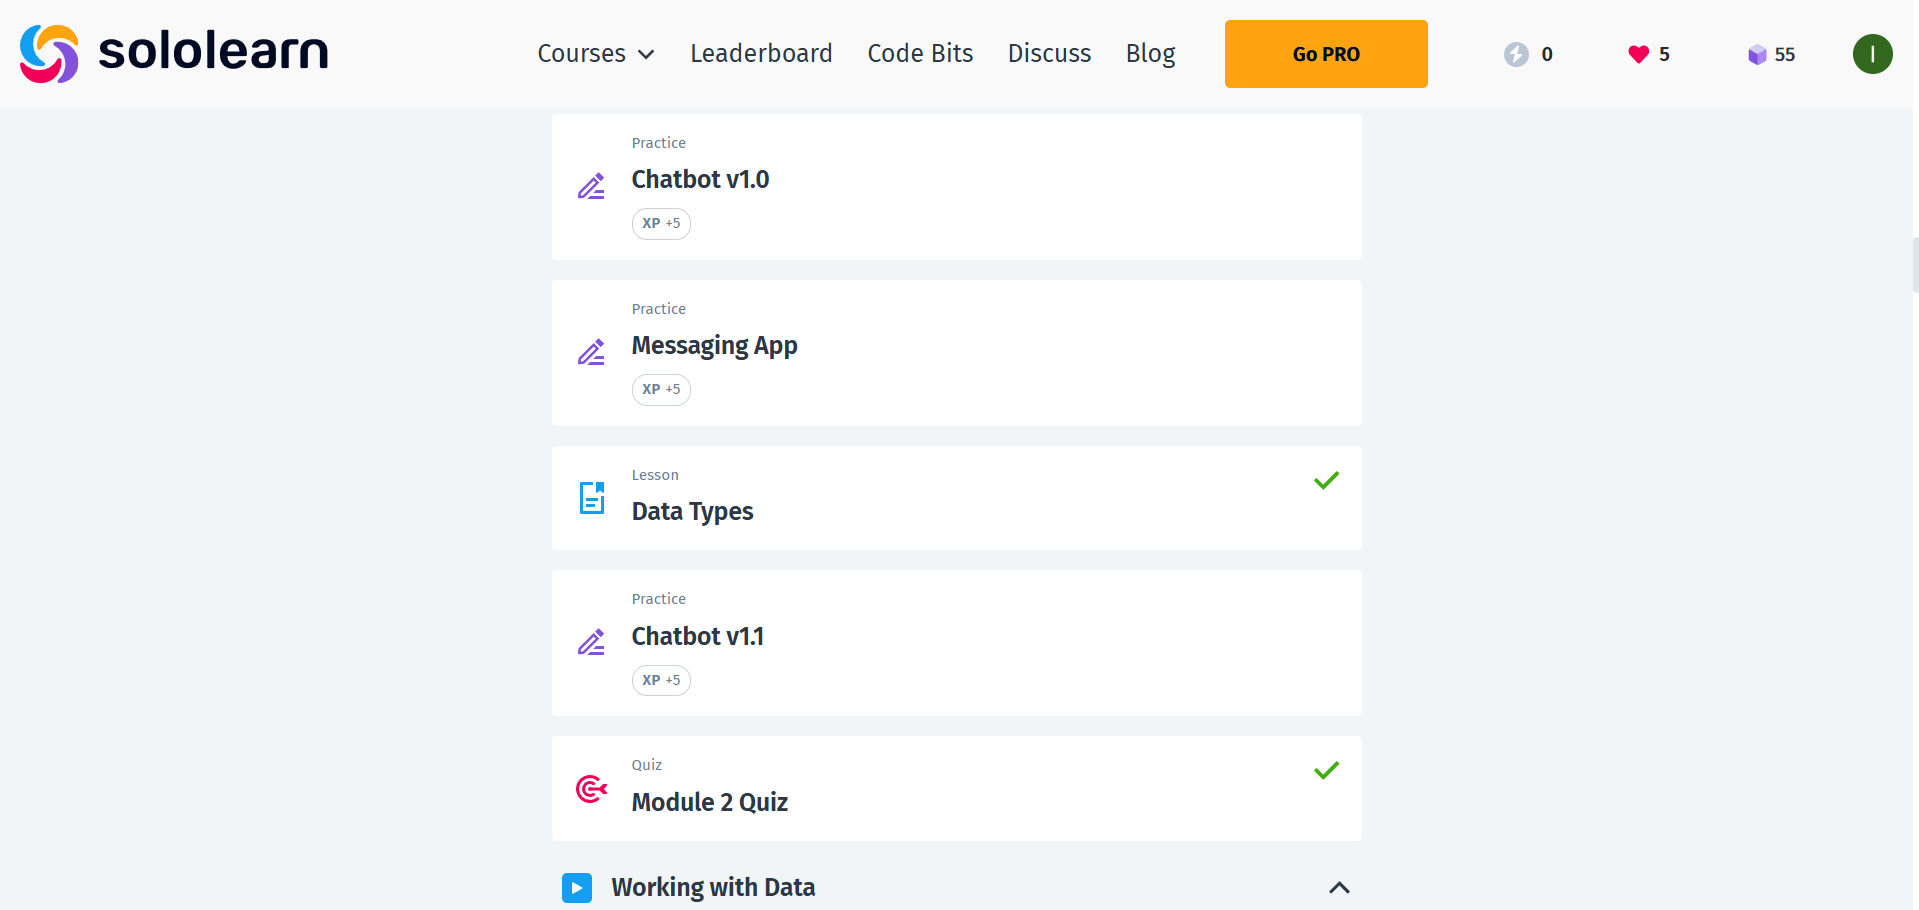 sololearn
Courses Leaderboard Code Bits Discuss Blog Go PRO 0 5 55 I
Practice
Chatbot v1.0
XP +5
Practice
Messaging App
XP +5
Lesson
Data Types
Practice
Chatbot v1.1
XP +5
Quiz
Module 2 Quiz
Working with Data